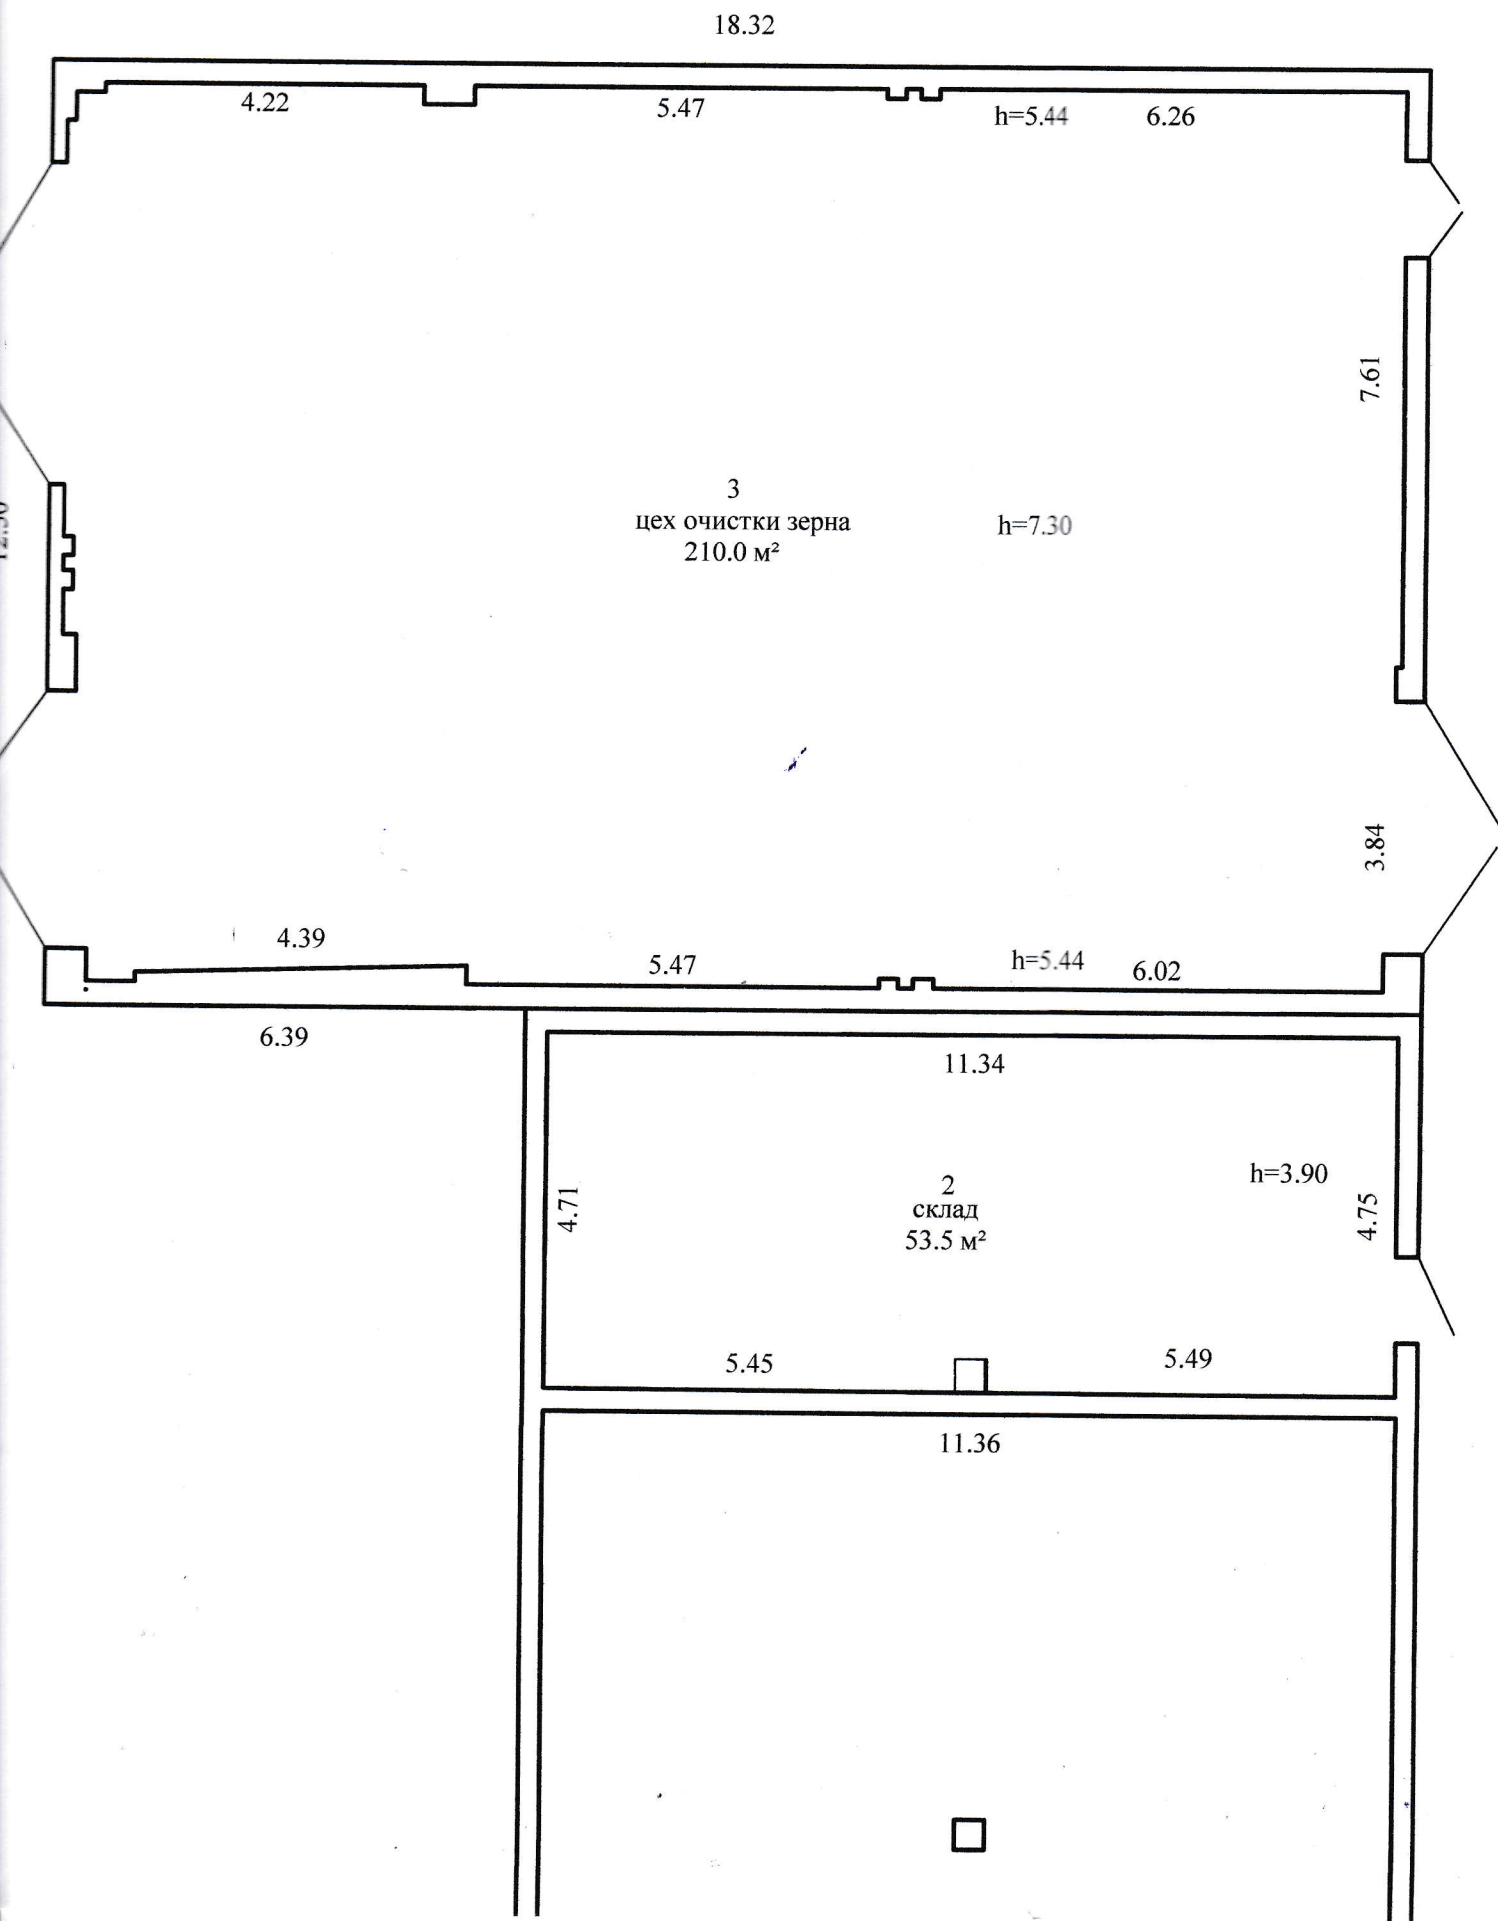 18.32
4.22
5.47
h=5.44
6.26
7.61
3
цех очистки зерна
210.0 м²
h=7.30
3.84
4.39
5.47
h=5.44
6.02
6.39
11.34
4.71
2
склад
53.5 м²
h=3.90
4.75
5.45
5.49
11.36